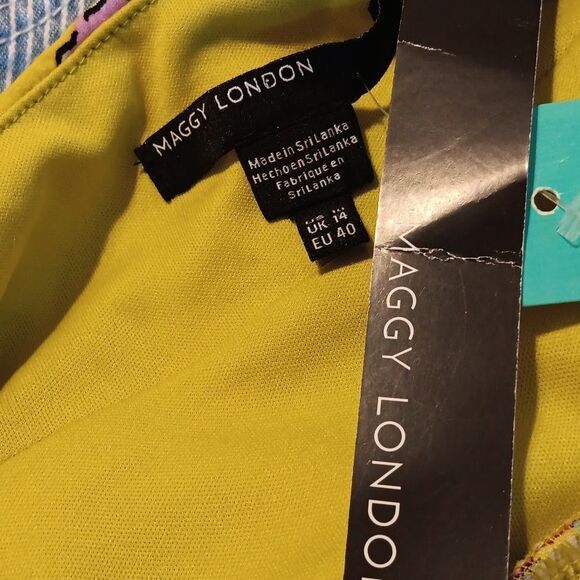 MAGGY LONDON
Made in Sri Lanka
Hecho en Sri Lanka
Fabrique en
Sri Lanka
UK 14
EU 40
MAGGY LONDON